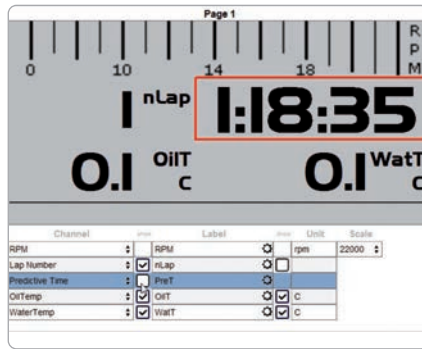 Page 1
R
P
M
0 10 14 18
1 nLap 1:18:35
0.1 OilT C 0.1 WatT C
Channel Label Unit Scale
RPM RPM rpm 22000
Lap Number nLap
Predictive Time PreT
OilTemp OilT C
WaterTemp WatT C